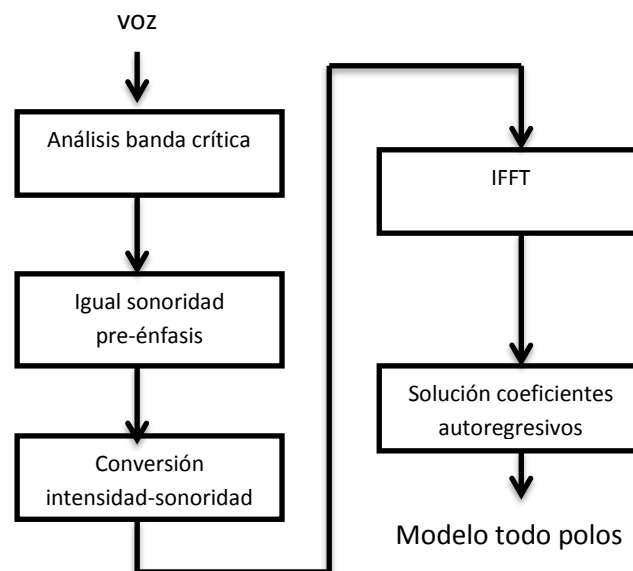 voz
Análisis banda crítica
Igual sonoridad
pre-énfasis
Conversión
intensidad-sonoridad
IFFT
Solución coeficientes
autoregresivos
Modelo todo polos